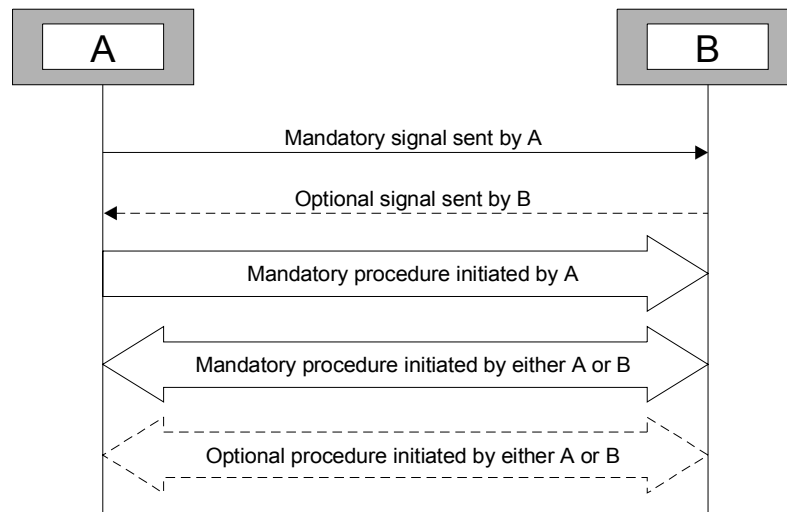 A
B
Mandatory signal sent by A
Optional signal sent by B
Mandatory procedure initiated by A
Mandatory procedure initiated by either A or B
Optional procedure initiated by either A or B